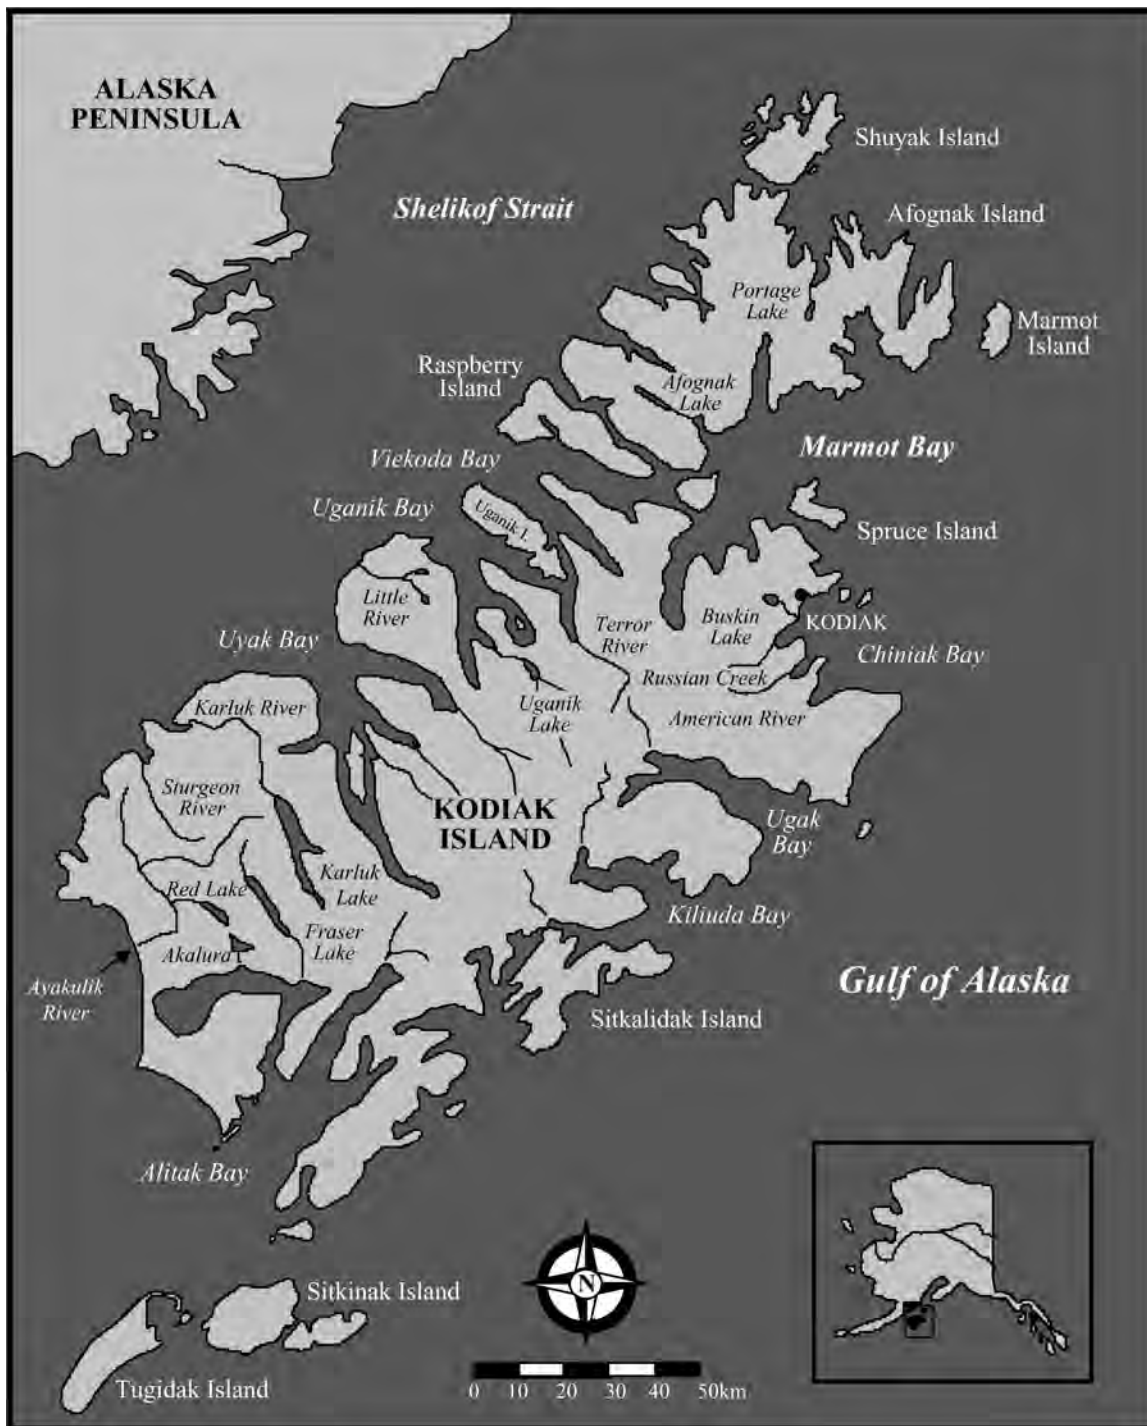 ALASKA
PENINSULA
Shuyak Island
Shelikof Strait
Afognak Island
Portage
Lake
Marmot
Island
Raspberry
Island
Afognak
Lake
Marmot Bay
Viekoda Bay
Uganik Bay
Uganik I.
Spruce Island
Little
River
Terror
River
Buskin
Lake
KODIAK
Uyak Bay
Chiniak Bay
Russian Creek
Karluk River
Uganik
Lake
American River
Sturgeon
River
KODIAK
ISLAND
Ugak
Bay
Karluk
Lake
Red Lake
Kiliuda Bay
Fraser
Lake
Akalura
Ayakulik
River
Gulf of Alaska
Sitkalidak Island
Alitak Bay
N
Sitkinak Island
Tugidak Island
0 10 20 30 40 50km